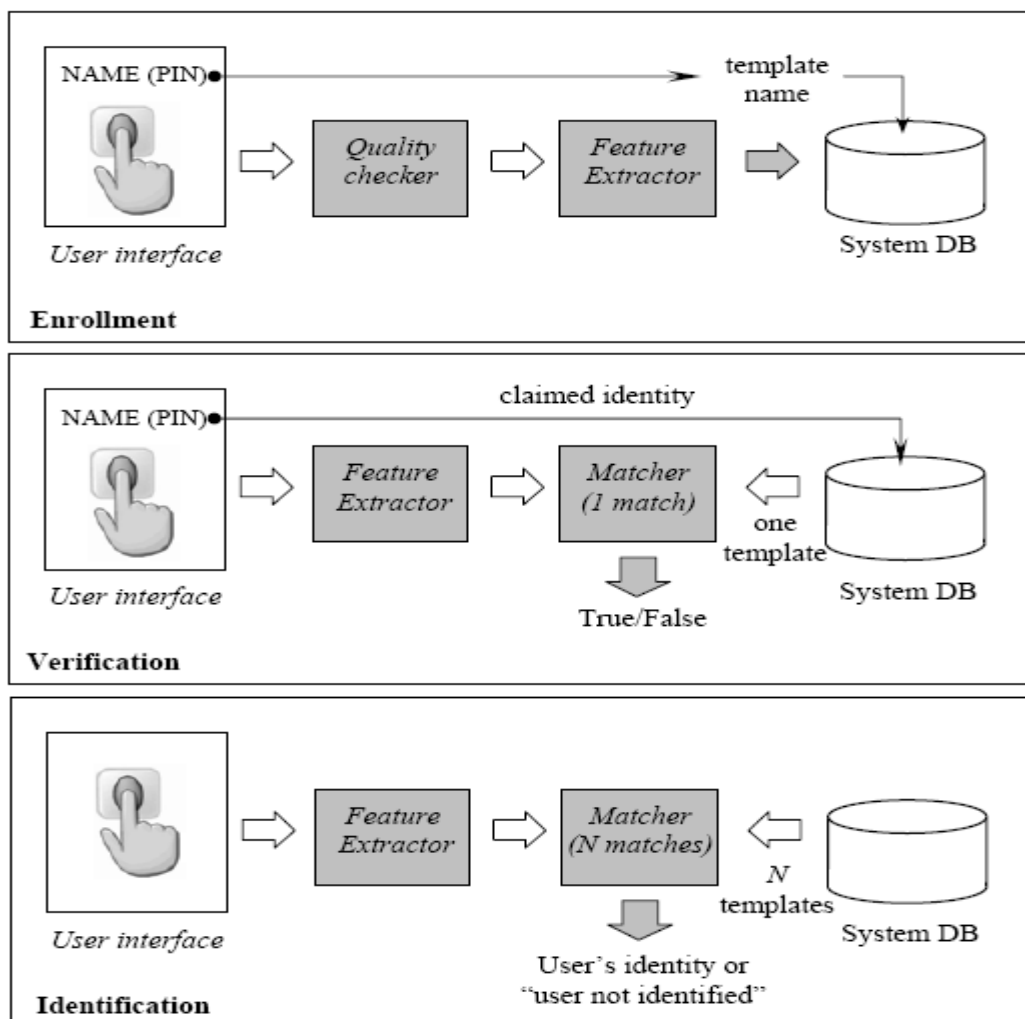 NAME (PIN)
template
name
Quality
checker
Feature
Extractor
User interface
System DB
Enrollment
NAME (PIN)
claimed identity
Feature
Extractor
Matcher
(1 match)
one
template
User interface
True/False
System DB
Verification
Feature
Extractor
Matcher
(N matches)
N
templates
User interface
System DB
User's identity or
"user not identified"
Identification